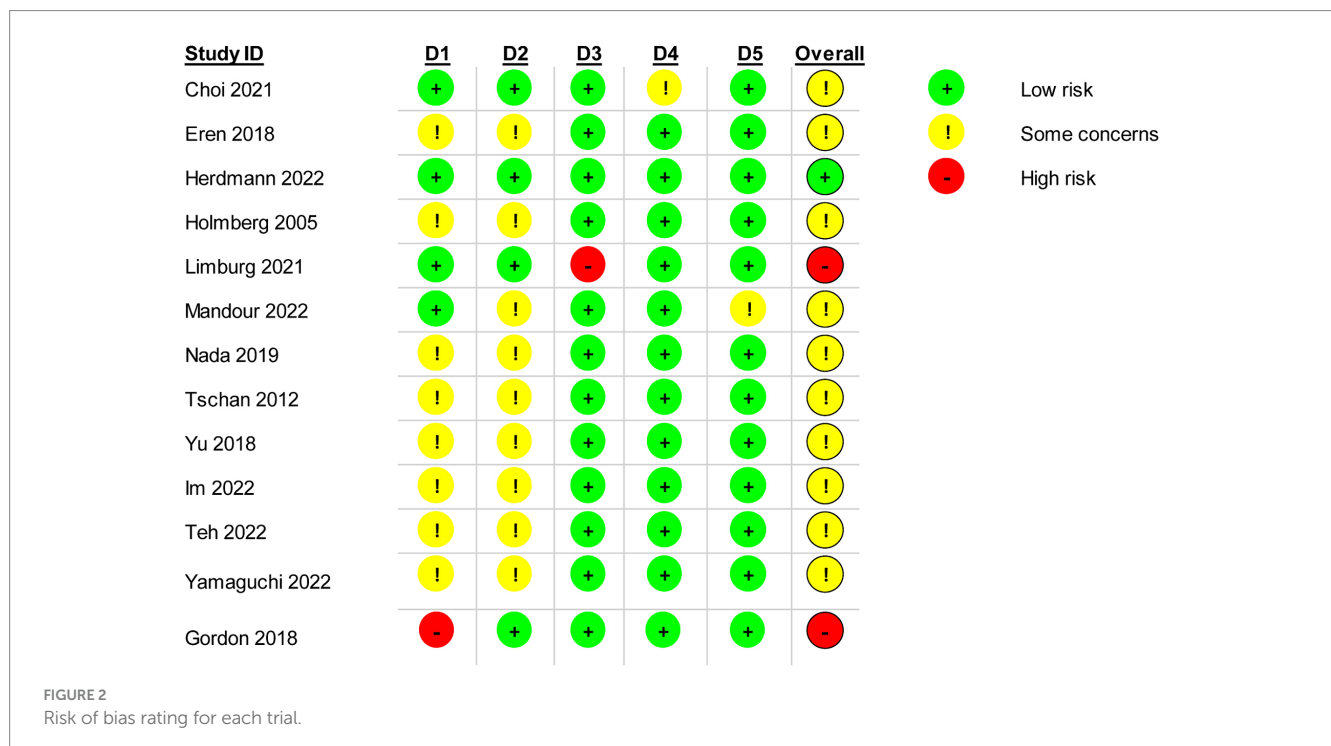 Study ID D1 D2 D3 D4 D5 Overall
Choi 2021 + + + ! + ! + Low risk
Eren 2018 ! ! + + + ! ! Some concerns
Herdmann 2022 + + + + + + - High risk
Holmberg 2005 ! ! + + + !
Limburg 2021 + + - + + -
Mandour 2022 + ! + + ! !
Nada 2019 ! ! + + + !
Tschan 2012 ! ! + + + !
Yu 2018 ! ! + + + !
Im 2022 ! ! + + + !
Teh 2022 ! ! + + + !
Yamaguchi 2022 ! ! + + + !
Gordon 2018 - + + + + -
FIGURE 2
Risk of bias rating for each trial.